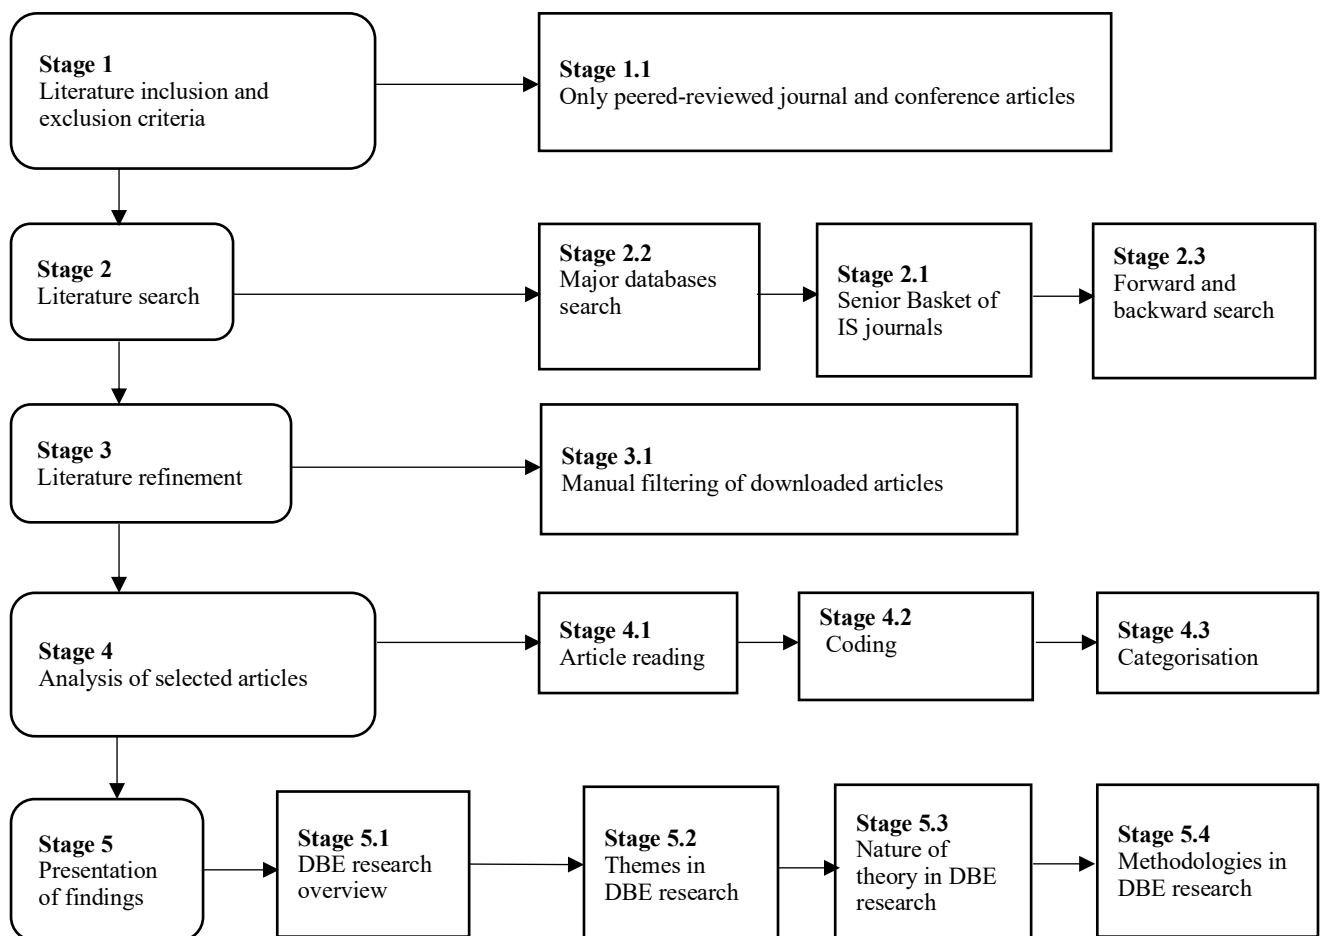 Stage 1
Literature inclusion and
exclusion criteria
Stage 1.1
Only peered-reviewed journal and conference articles
Stage 2
Literature search
Stage 2.2
Major databases
search
Stage 2.1
Senior Basket of
IS journals
Stage 2.3
Forward and
backward search
Stage 3
Literature refinement
Stage 3.1
Manual filtering of downloaded articles
Stage 4
Analysis of selected articles
Stage 4.1
Article reading
Stage 4.2
Coding
Stage 4.3
Categorisation
Stage 5
Presentation
of findings
Stage 5.1
DBE research
overview
Stage 5.2
Themes in
DBE research
Stage 5.3
Nature of
theory in DBE
research
Stage 5.4
Methodologies in
DBE research